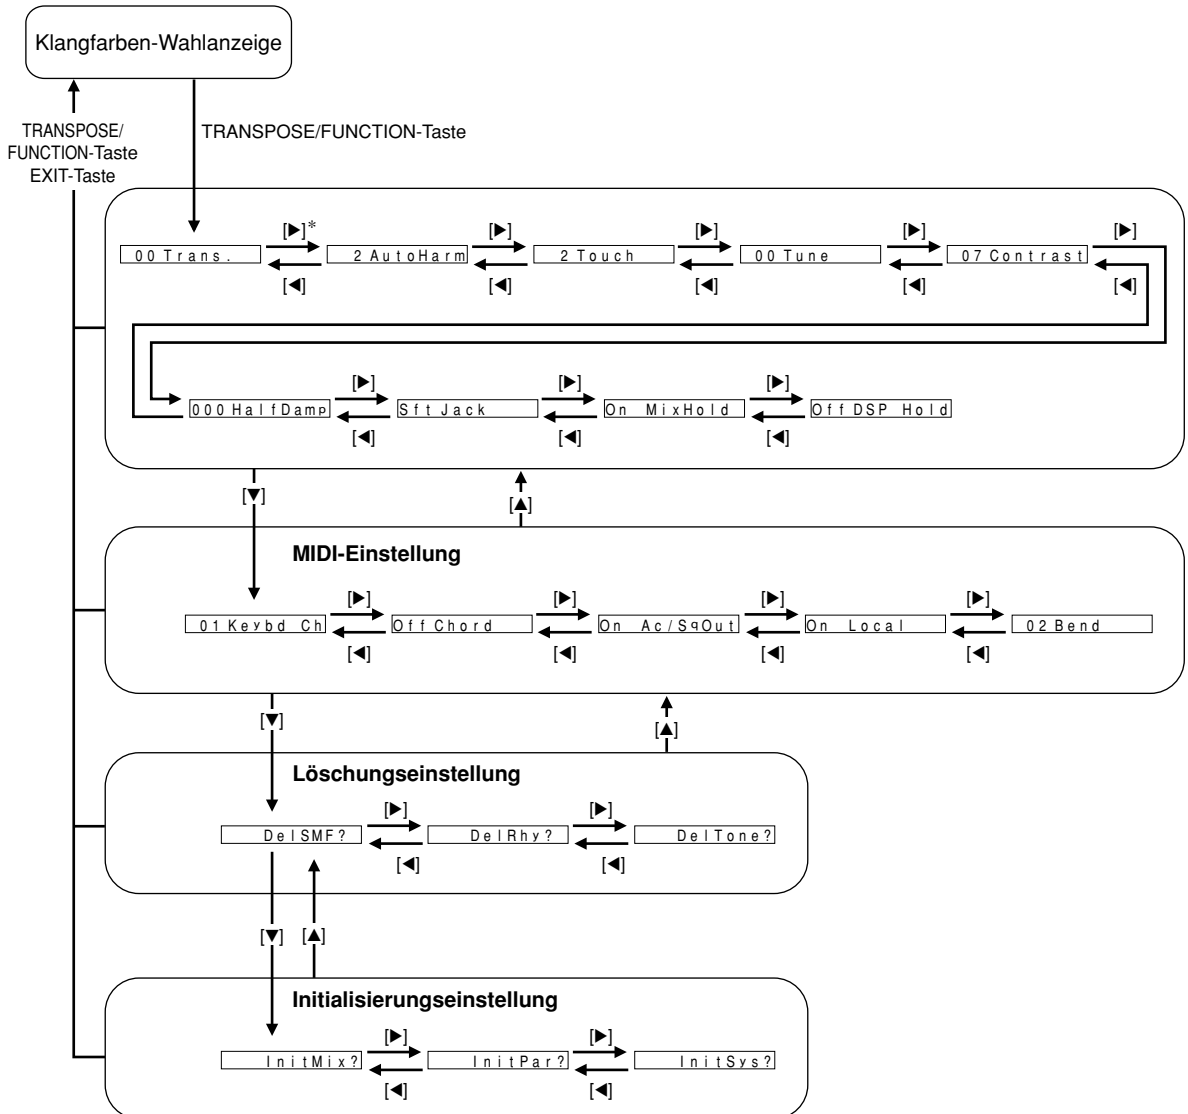 Klangfarben-Wahlanzeige
TRANSPOSE/
FUNCTION-Taste
EXIT-Taste
TRANSPOSE/FUNCTION-Taste
[▶]* [▶] [▶] [▶] [▶]
00 Trans. 2 AutoHarm 2 Touch 00 Tune 07 Contrast
[◀] [◀] [◀] [◀] [◀]
[▶] [▶] [▶]
000 HalfDamp Sft Jack On MixHold Off DSP Hold
[◀] [◀] [◀]
[▼] [▲]
MIDI-Einstellung
[▶] [▶] [▶] [▶]
01 Keybd Ch Off Chord On Ac/SqOut On Local 02 Bend
[◀] [◀] [◀] [◀]
[▼] [▲]
Löschungseinstellung
[▶] [▶]
DelSMF? DelRhy? DelTone?
[◀] [◀]
[▼] [▲]
Initialisierungseinstellung
[▶] [▶]
InitMix? InitPar? InitSys?
[◀] [◀]